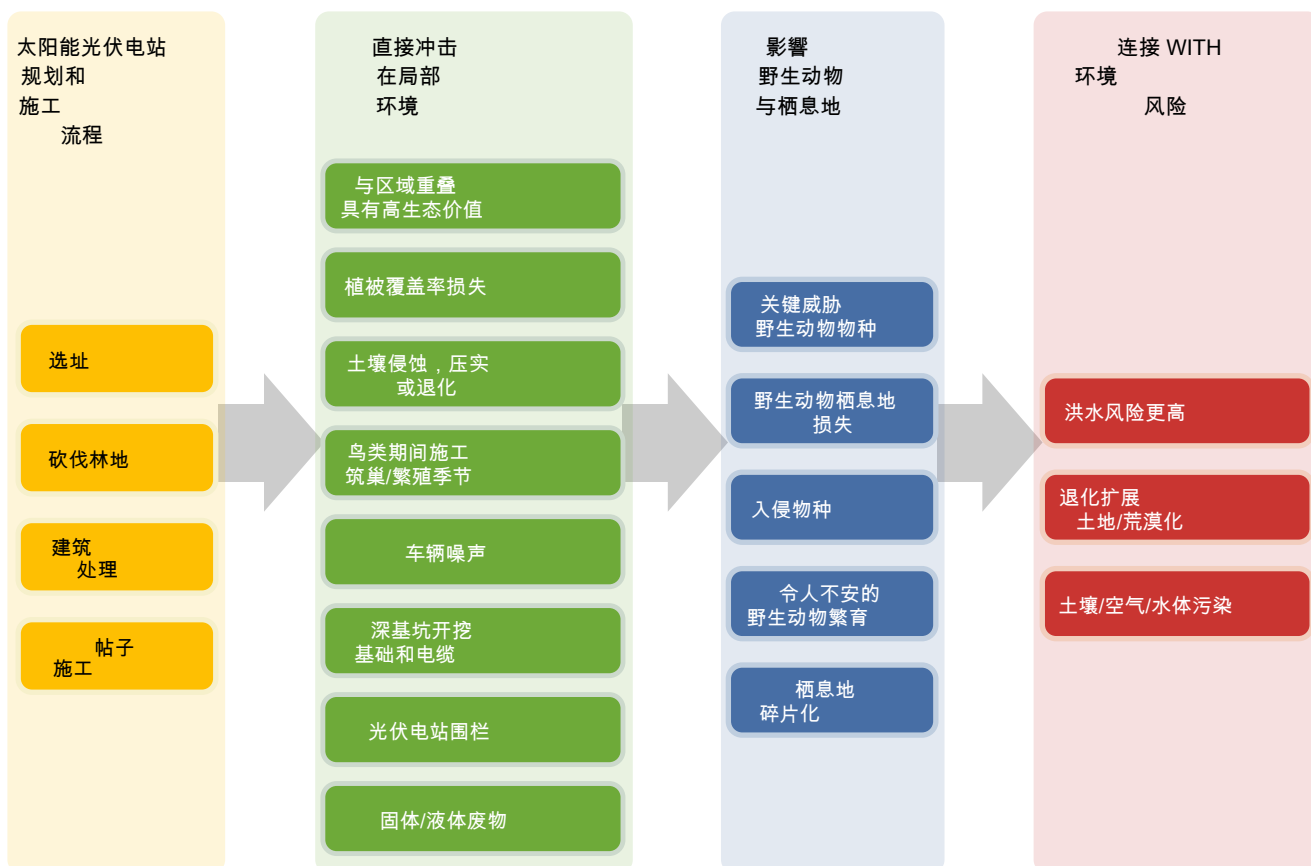 太阳能光伏电站
规划和
施工
流程
选址
砍伐林地
建筑
处理
帖子
施工
直接冲击
在局部
环境
与区域重叠
具有高生态价值
植被覆盖率损失
土壤侵蚀，压实
或退化
鸟类期间施工
筑巢/繁殖季节
车辆噪声
深基坑开挖
基础和电缆
光伏电站围栏
固体/液体废物
影響
野生动物
与栖息地
关键威胁
野生动物物种
野生动物栖息地
损失
入侵物种
令人不安的
野生动物繁育
栖息地
碎片化
连接 WITH
环境
风险
洪水风险更高
退化扩展
土地/荒漠化
土壤/空气/水体污染